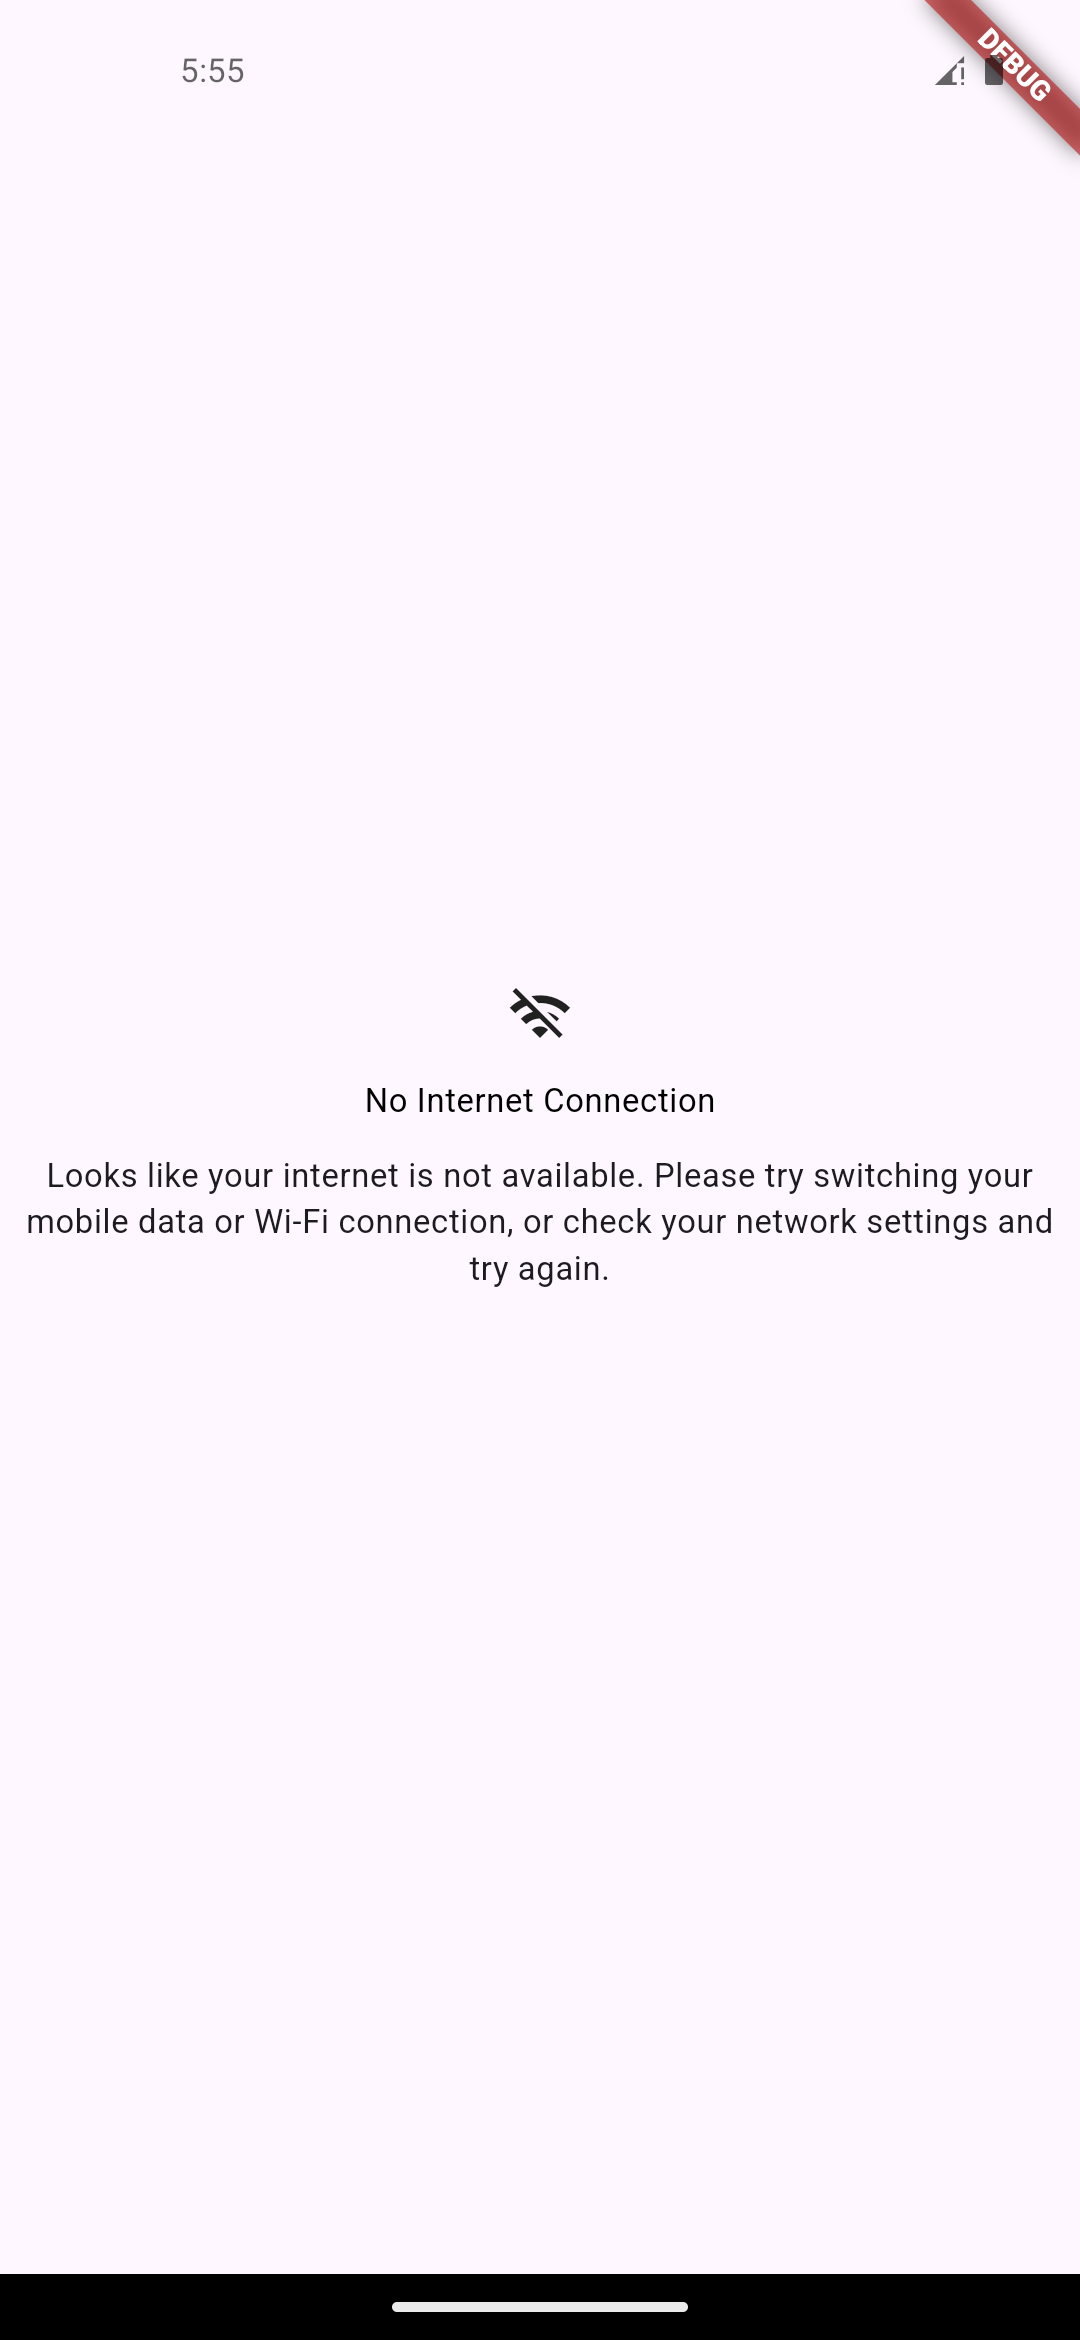 5:55
DEBUG
No Internet Connection
Looks like your internet is not available. Please try switching your
mobile data or Wi-Fi connection, or check your network settings and
try again.